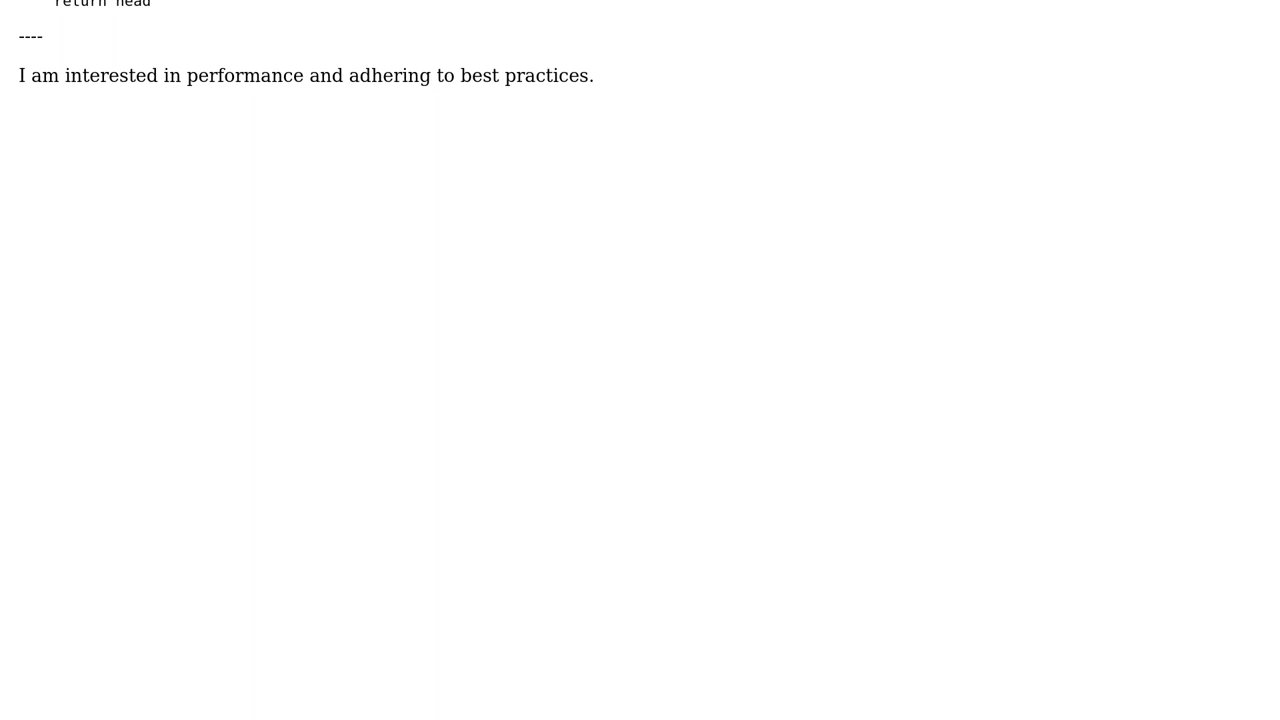 return head
----
I am interested in performance and adhering to best practices.